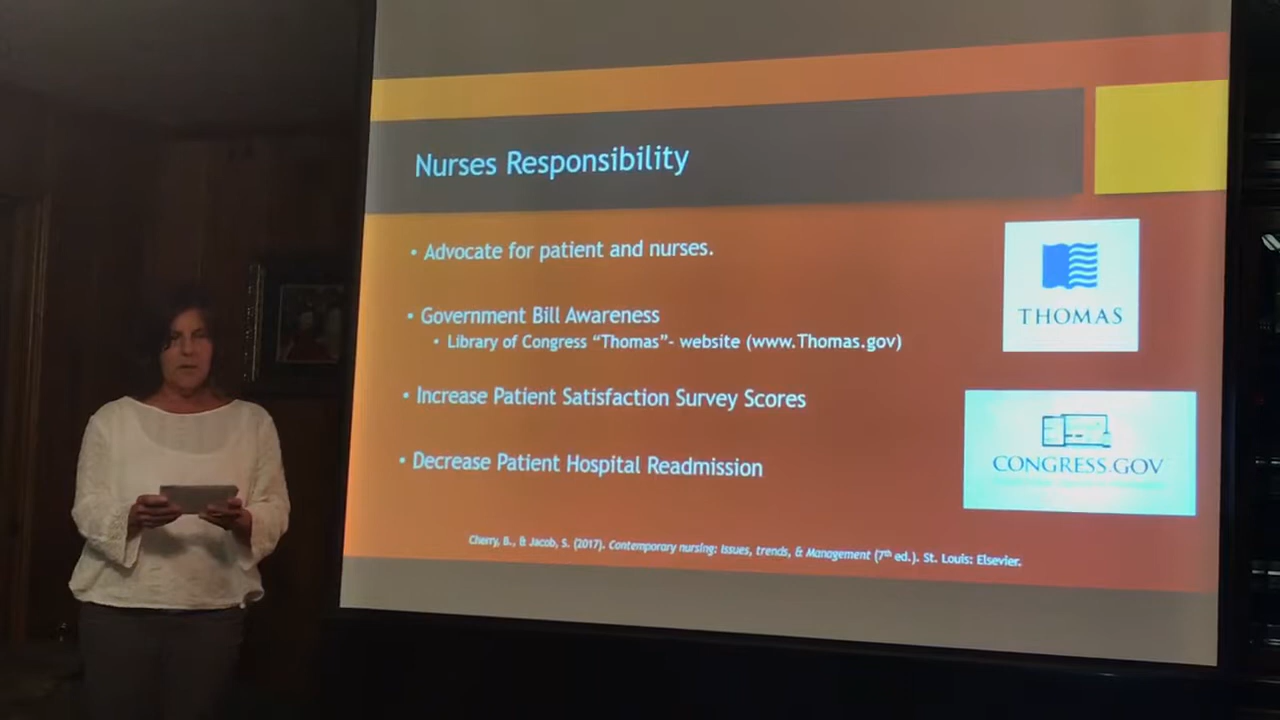 Nurses Responsibility
• Advocate for patient and nurses.
• Government Bill Awareness
• Library of Congress “Thomas”- website (www.Thomas.gov)
• Increase Patient Satisfaction Survey Scores
• Decrease Patient Hospital Readmission
THOMAS
CONGRESS.GOV
Cherry, B., & Jacob, S. (2017). Contemporary nursing: Issues, trends, & Management (7th ed.). St. Louis: Elsevier.